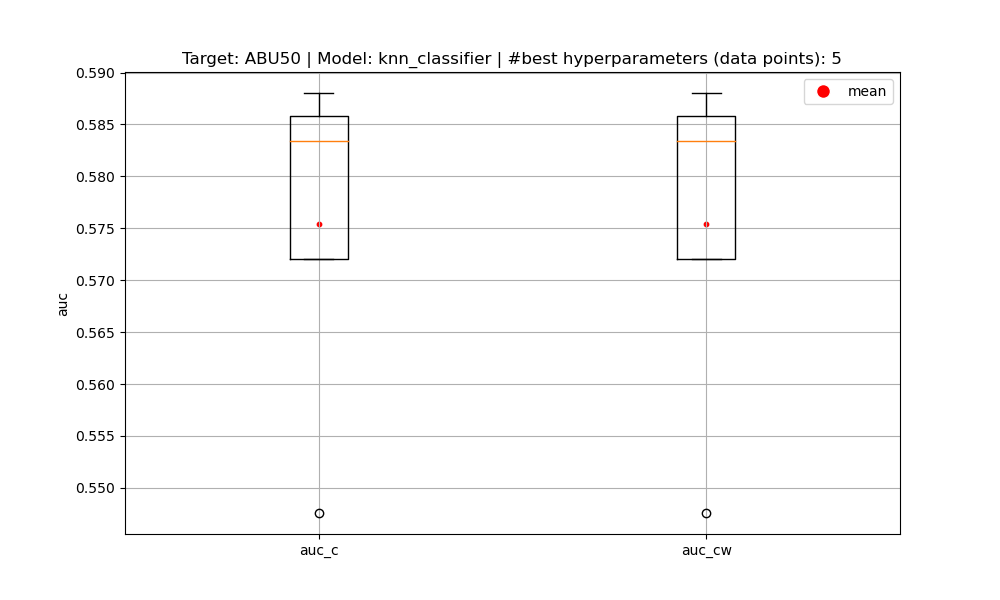 Target: ABU50 | Model: knn_classifier | #best hyperparameters (data points): 5
mean
0.590
0.585
0.580
0.575
0.570
0.565
0.560
0.555
0.550
auc
auc_c
auc_cw